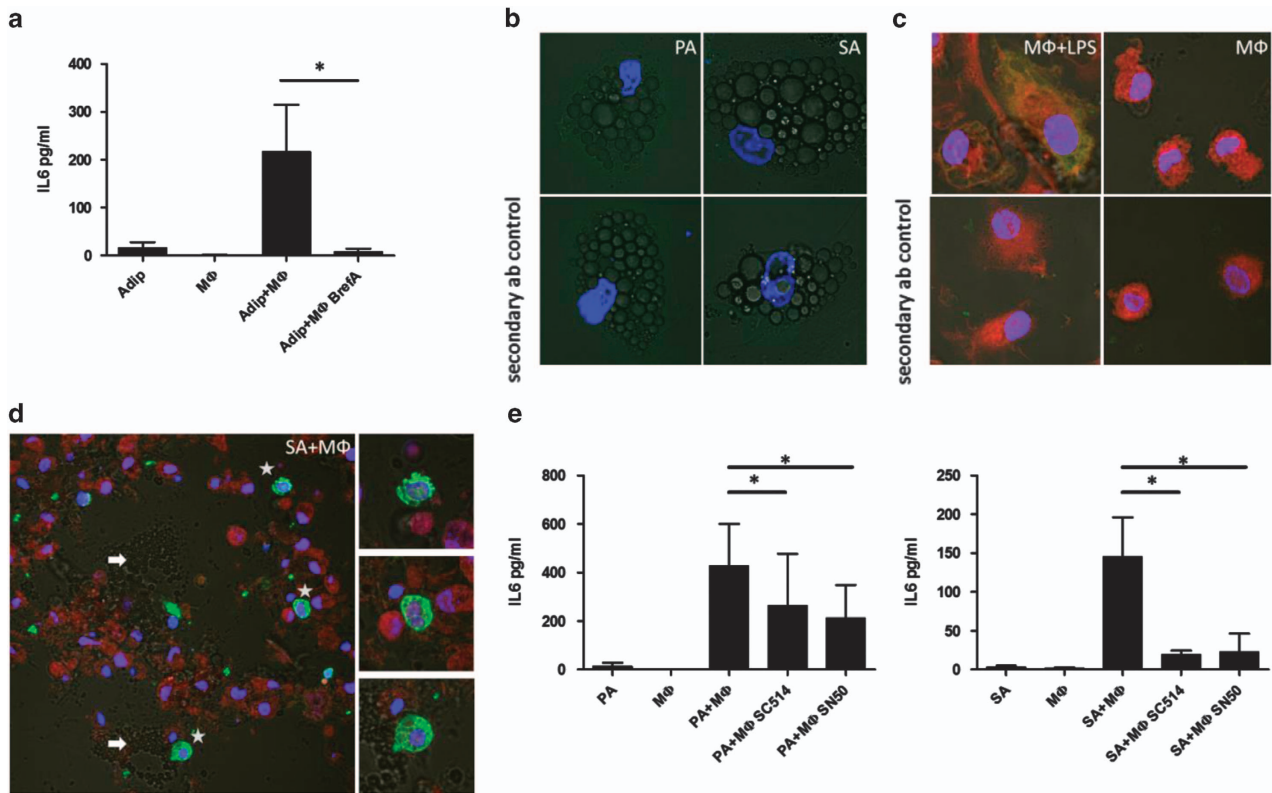 a
400
300
200
100
0
IL6 pg/ml
*
Adip
MΦ
Adip+MΦ
Adip+MΦ BrefA
b
PA
SA
secondary ab control
c
MΦ+LPS
MΦ
secondary ab control
d
SA+MΦ
e
800
600
400
200
0
IL6 pg/ml
*
*
PA
MΦ
PA+MΦ
PA+MΦ SC514
PA+MΦ SN50
250
200
150
100
50
0
IL6 pg/ml
*
*
SA
MΦ
SA+MΦ
SA+MΦ SC514
SA+MΦ SN50